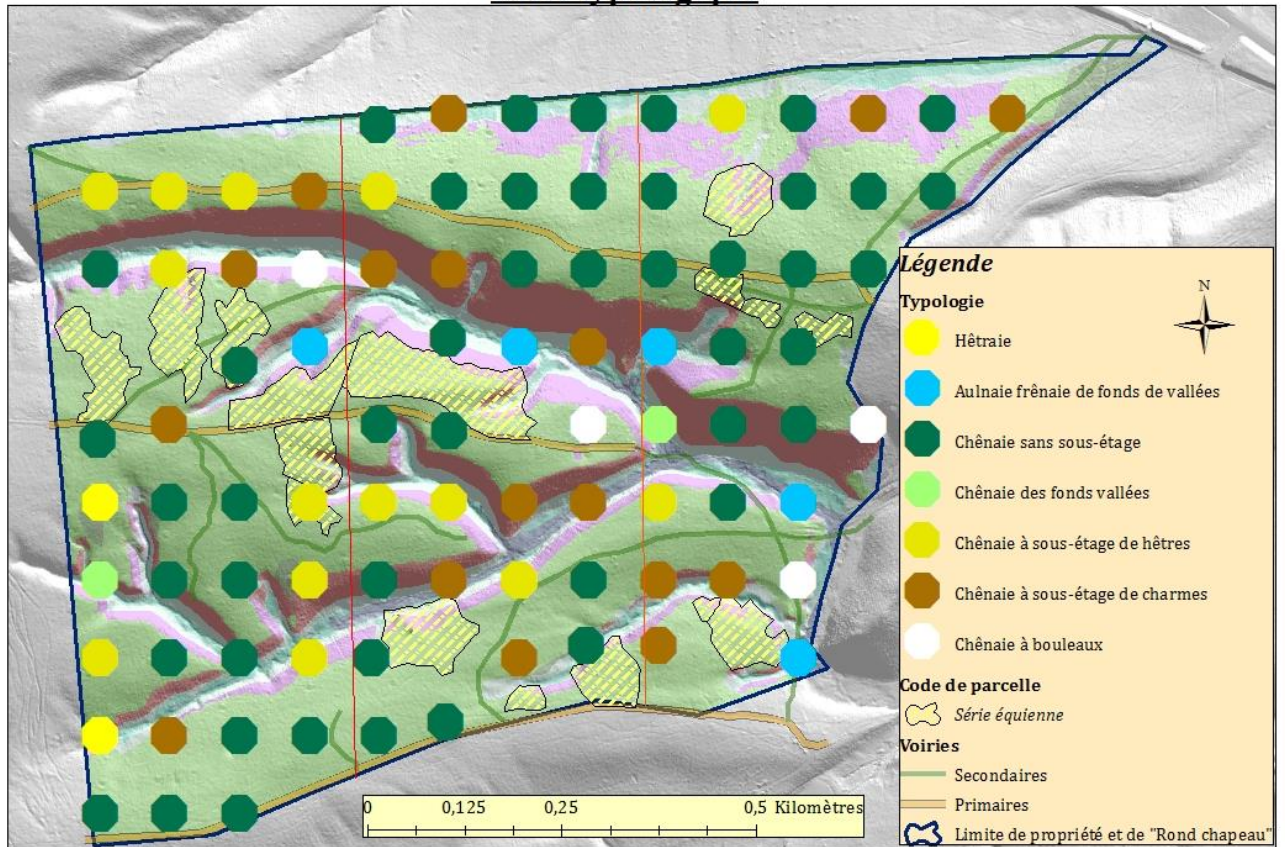 Légende
N
Typologie
Hêtraie
Aulnaie frênaie de fonds de vallées
Chênaie sans sous-étage
Chênaie des fonds vallées
Chênaie à sous-étage de hêtres
Chênaie à sous-étage de charmes
Chênaie à bouleaux
Code de parcelle
Série équienne
Voiries
Secondaires
Primaires
Limite de propriété et de "Rond chapeau"
0 0,125 0,25 0,5 Kilomètres